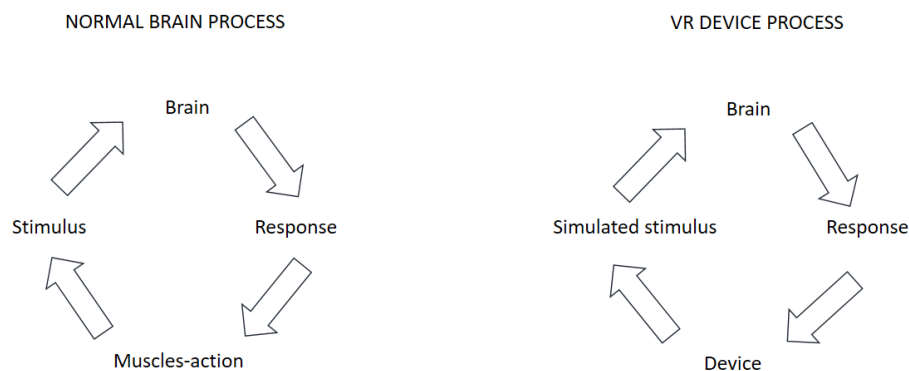 NORMAL BRAIN PROCESS
Brain
Stimulus
Response
Muscles-action
VR DEVICE PROCESS
Brain
Simulated stimulus
Response
Device